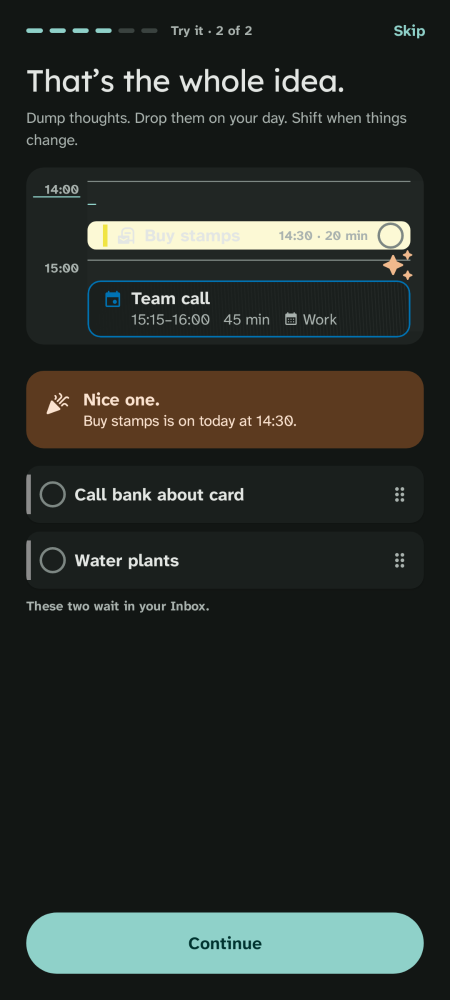 Try it · 2 of 2
Skip
That’s the whole idea.
Dump thoughts. Drop them on your day. Shift when things
change.
14:00
Buy stamps
14:30 · 20 min
15:00
Team call
15:15–16:00 45 min Work
Nice one.
Buy stamps is on today at 14:30.
Call bank about card
Water plants
These two wait in your Inbox.
Continue